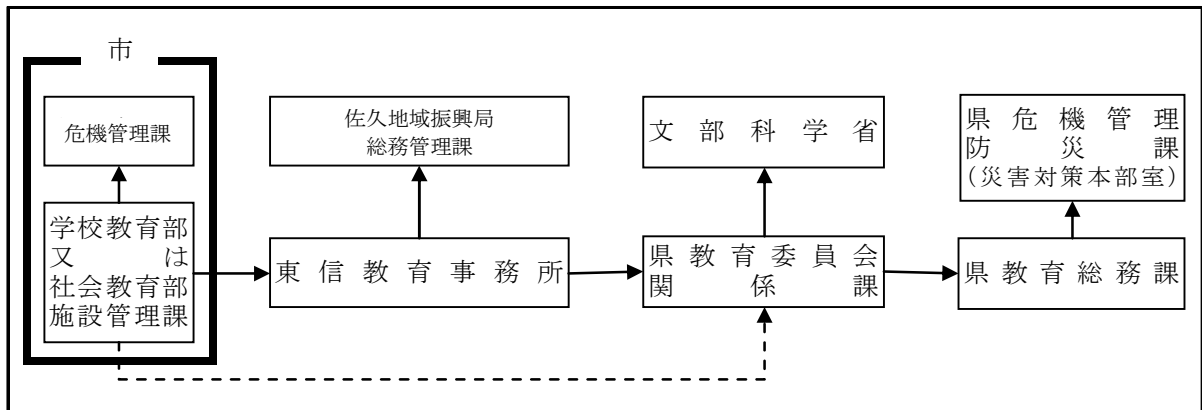 市
危機管理課
佐久地域振興局
総務管理課
文部科学省
県危機管理
防災課
（災害対策本部室）
学校教育部
又は
社会教育部
施設管理課
東信教育事務所
県教育委員会
関係課
県教育総務課